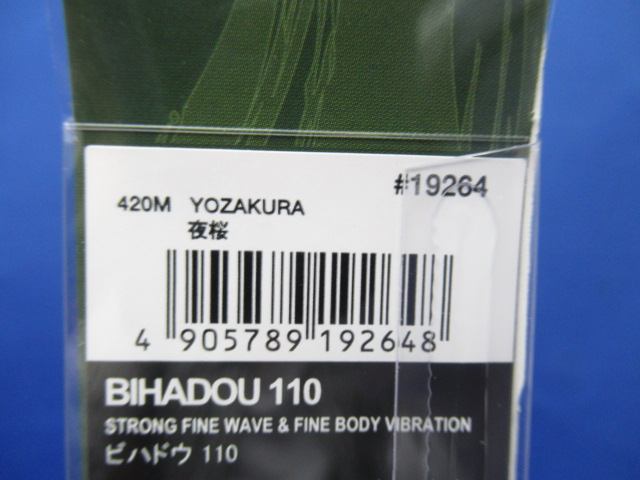 #19264
420M YOZAKURA
夜桜
4 905789 192648
BIHADOU 110
STRONG FINE WAVE & FINE BODY VIBRATION
ビハドウ 110